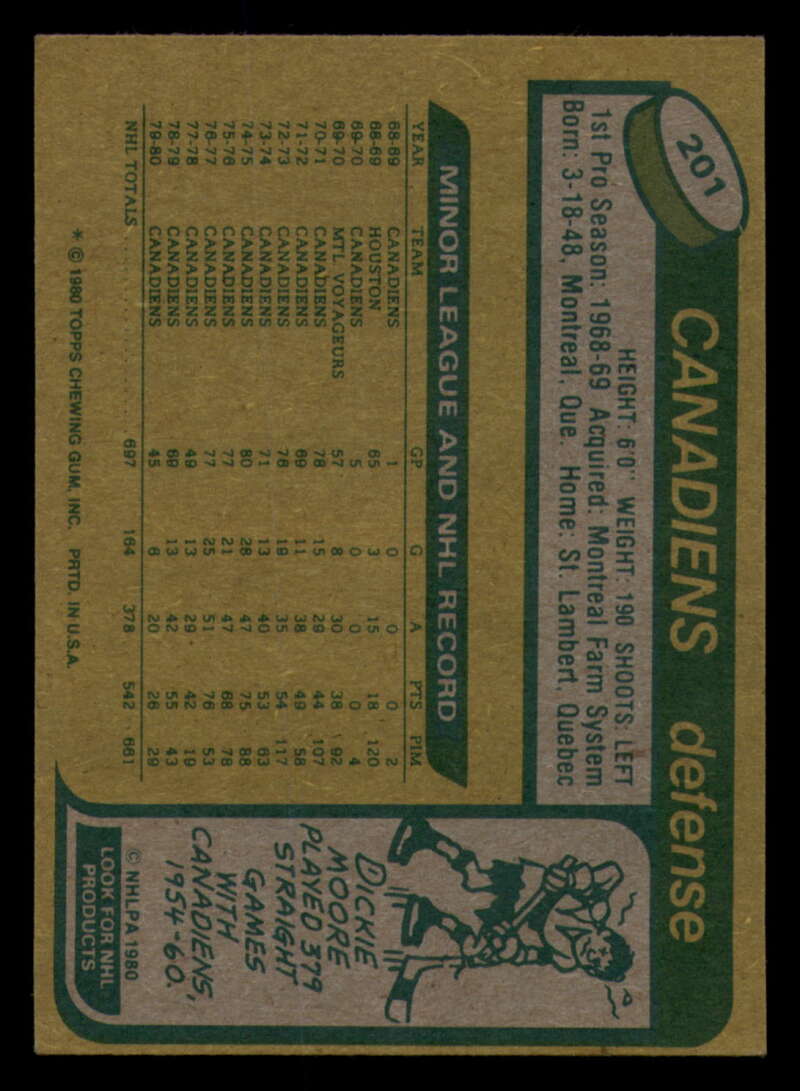 201
CANADIENS defense
HEIGHT: 6'0" WEIGHT: 190 SHOOTS: LEFT
1st Pro Season: 1968-69 Acquired: Montreal Farm System
Born: 3-18-48, Montreal, Que. Home: St. Lambert, Quebec
MINOR LEAGUE AND NHL RECORD
YEAR TEAM GP G A PTS PIM
68-69 CANADIENS 1 0 0 0 2
68-69 HOUSTON 65 3 15 18 120
69-70 CANADIENS 5 0 0 0 4
69-70 MTL VOYAGEURS 57 8 30 38 92
70-71 CANADIENS 78 15 29 44 107
71-72 CANADIENS 69 11 38 49 58
72-73 CANADIENS 78 19 35 54 117
73-74 CANADIENS 71 13 40 53 63
74-75 CANADIENS 80 28 47 75 88
75-76 CANADIENS 77 21 47 68 78
76-77 CANADIENS 77 25 51 76 53
77-78 CANADIENS 49 13 29 42 19
78-79 CANADIENS 69 13 42 55 43
79-80 CANADIENS 45 6 20 26 29
NHL TOTALS . . . . . . . . . . . . . . . . 697 164 378 542 661
* © 1980 TOPPS CHEWING GUM, INC. PRTD. IN U.S.A.
DICKIE
MOORE
PLAYED 379
STRAIGHT
GAMES
WITH
CANADIENS,
1954-60.
© NHLPA 1980
LOOK FOR NHL
PRODUCTS